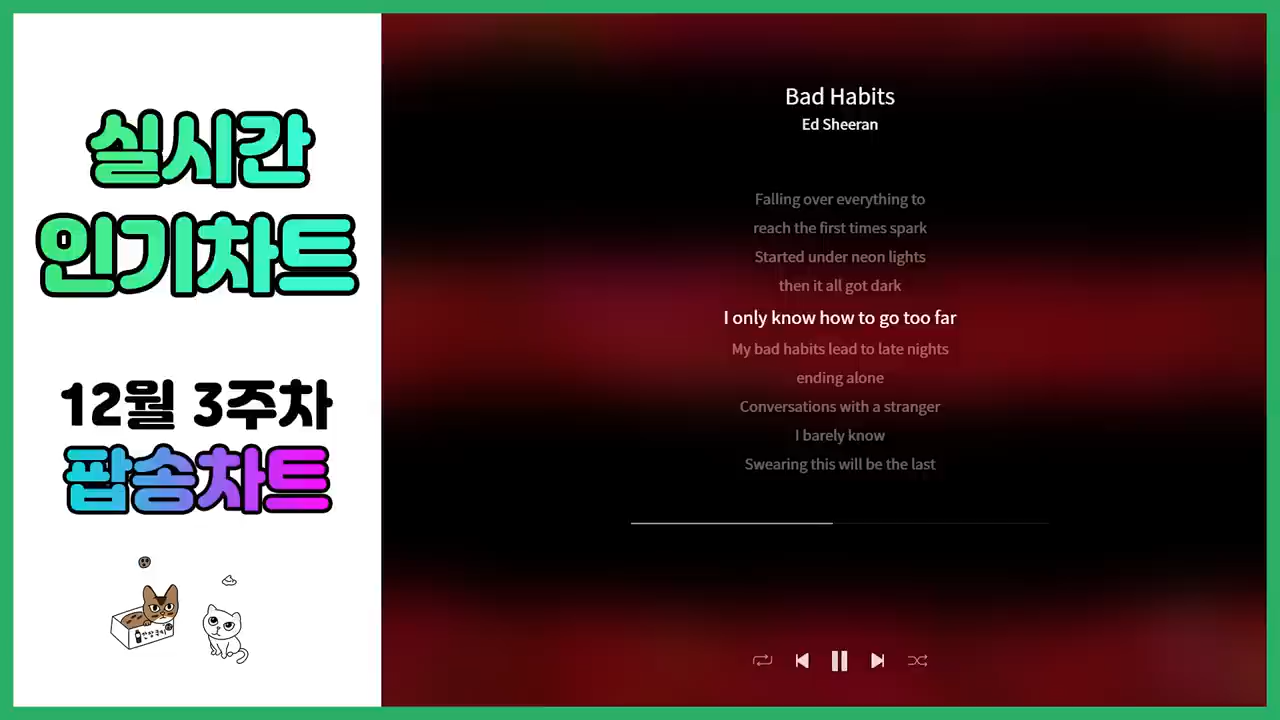 실시간
인기차트
12월 3주차
팝송차트
Bad Habits
Ed Sheeran
Falling over everything to
reach the first times spark
Started under neon lights
then it all got dark
I only know how to go too far
My bad habits lead to late nights
ending alone
Conversations with a stranger
I barely know
Swearing this will be the last